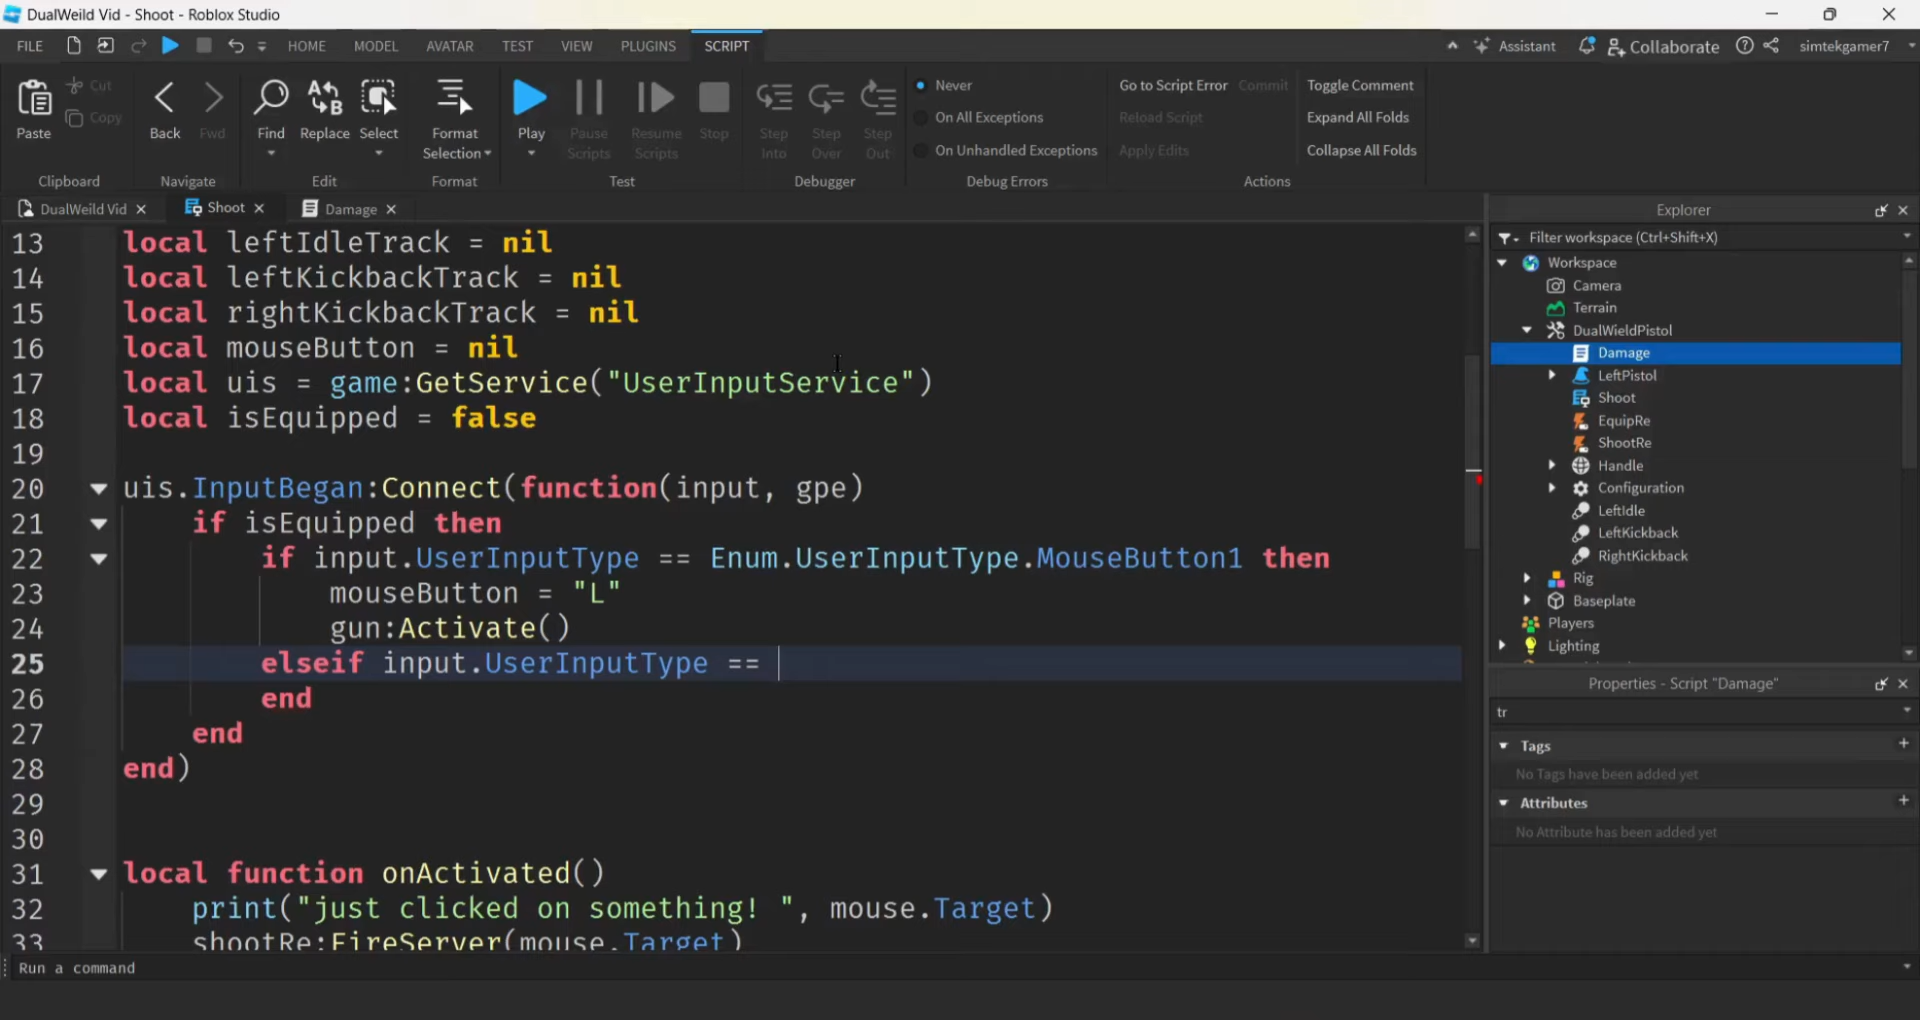 DualWeild Vid - Shoot - Roblox Studio
FILE HOME MODEL AVATAR TEST VIEW PLUGINS SCRIPT Assistant Collaborate simtekgamer7
Paste Cut Copy Back Fwd Find Replace Select Format Selection Play Pause Scripts Resume Scripts Stop Step Into Step Over Step Out
Never
On All Exceptions
On Unhandled Exceptions
Go to Script Error Commit
Reload Script
Apply Edits
Toggle Comment
Expand All Folds
Collapse All Folds
Clipboard Navigate Edit Format Test Debugger Debug Errors Actions
DualWeild Vid Shoot Damage
13 local leftIdleTrack = nil
14 local leftKickbackTrack = nil
15 local rightKickbackTrack = nil
16 local mouseButton = nil
17 local uis = game:GetService("UserInputService")
18 local isEquipped = false
19
20 uis.InputBegan:Connect(function(input, gpe)
21 if isEquipped then
22 if input.UserInputType == Enum.UserInputType.MouseButton1 then
23 mouseButton = "L"
24 gun:Activate()
25 elseif input.UserInputType ==
26 end
27 end
28 end)
29
30
31 local function onActivated()
32 print("just clicked on something! ", mouse.Target)
33 shootRe:FireServer(mouse.Target)
Run a command
Explorer
Filter workspace (Ctrl+Shift+X)
Workspace
Camera
Terrain
DualWieldPistol
Damage
LeftPistol
Shoot
EquipRe
ShootRe
Handle
Configuration
LeftIdle
LeftKickback
RightKickback
Rig
Baseplate
Players
Lighting
Properties - Script "Damage"
tr
Tags
No Tags have been added yet
Attributes
No Attribute has been added yet